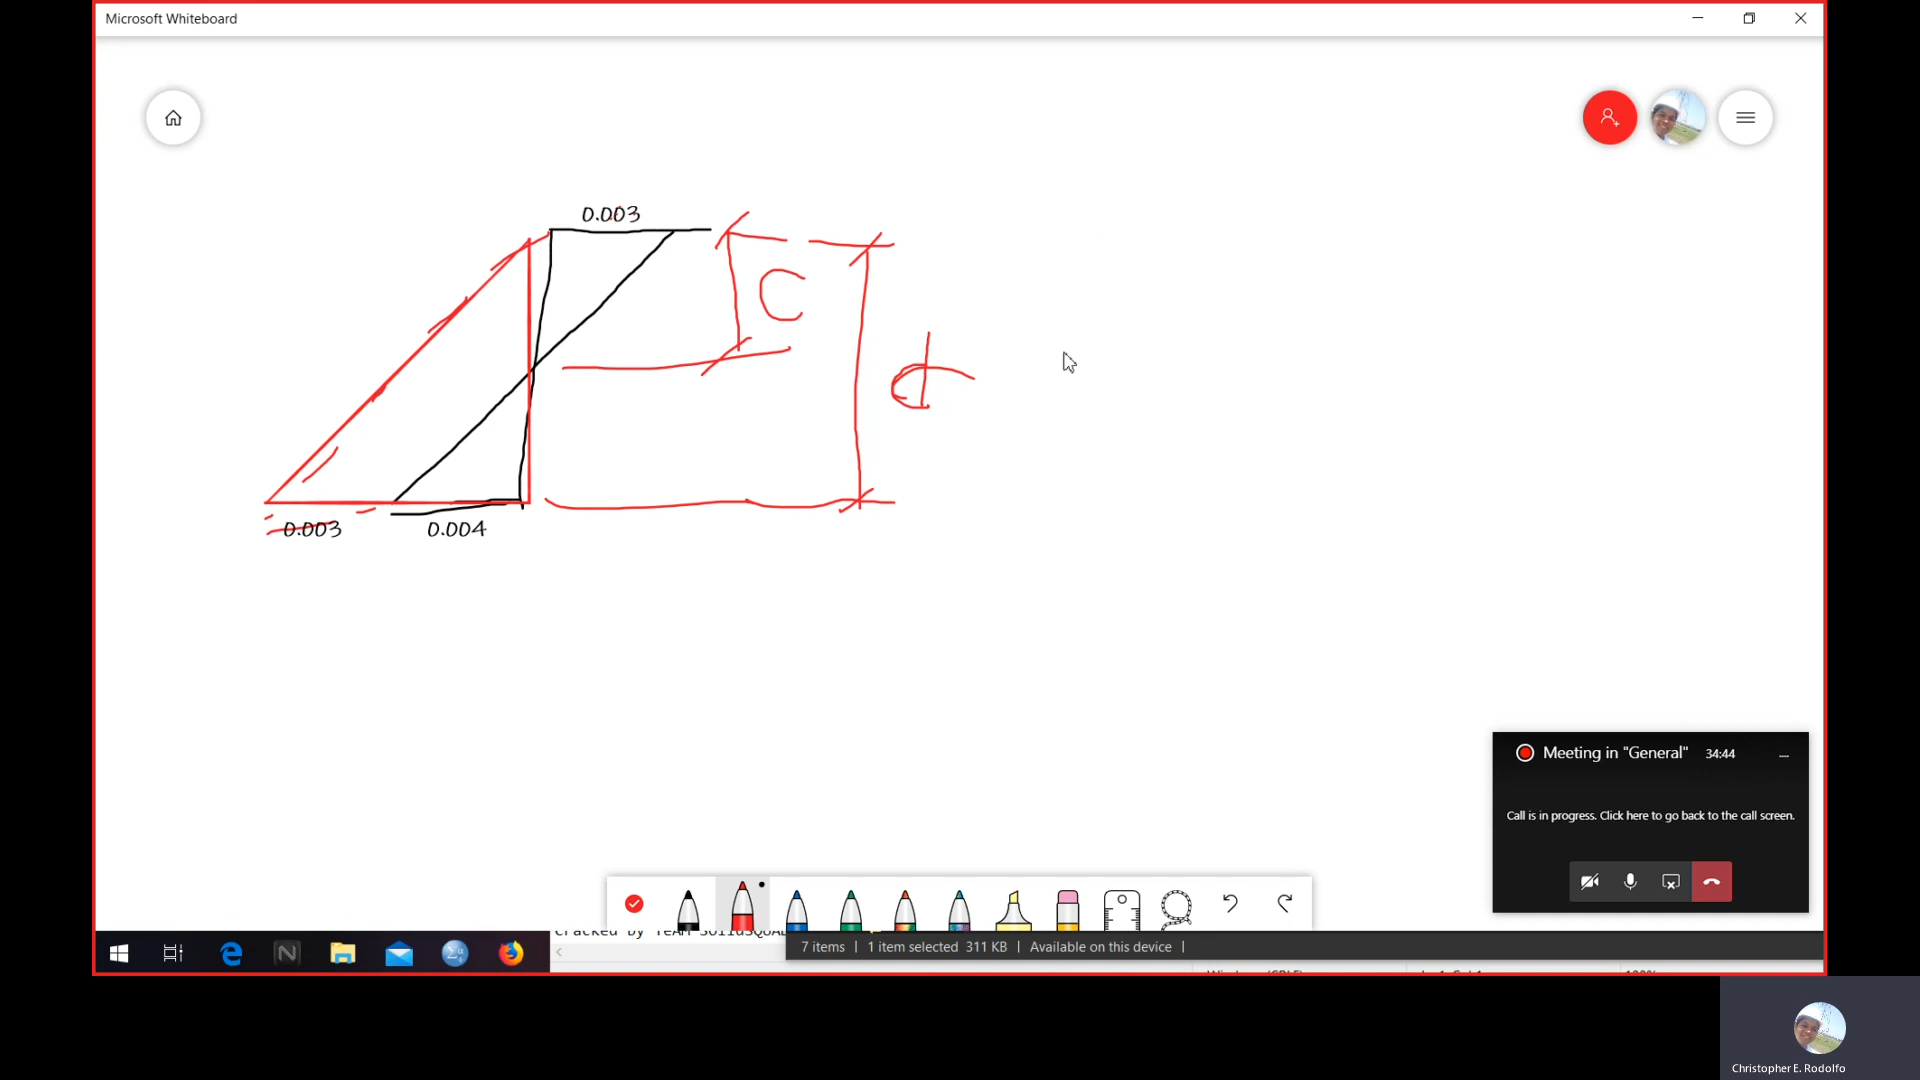 Microsoft Whiteboard
0.003
C
d
0.003
0.004
Meeting in "General" 34:44
Call is in progress. Click here to go back to the call screen.
7 items | 1 item selected 311 KB | Available on this device |
Christopher E. Rodolfo